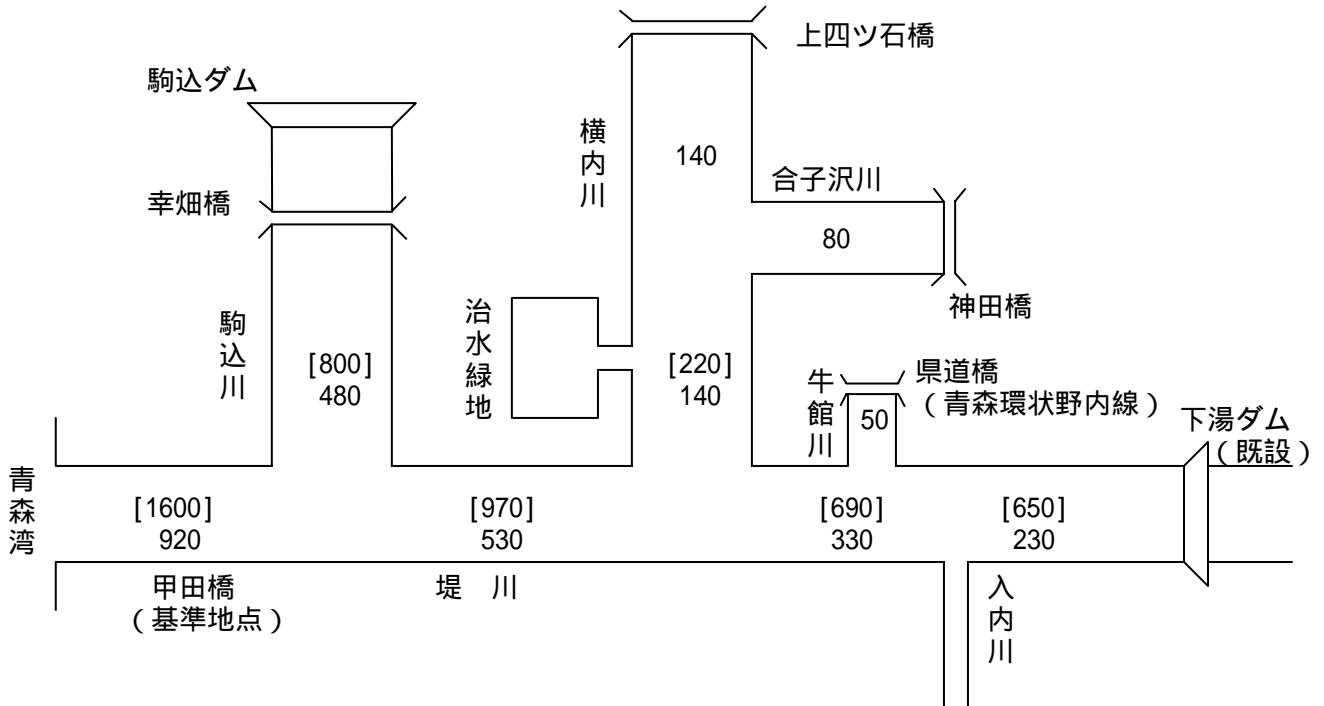 上四ツ石橋
駒込ダム
横内川
140
合子沢川
幸畑橋
80
神田橋
治水緑地
駒込川
[800]
480
[220]
140
牛館川
県道橋
（青森環状野内線）
50
下湯ダム
（既設）
青森湾
[1600]
920
[970]
530
[690]
330
[650]
230
甲田橋
（基準地点）
堤　川
入内川